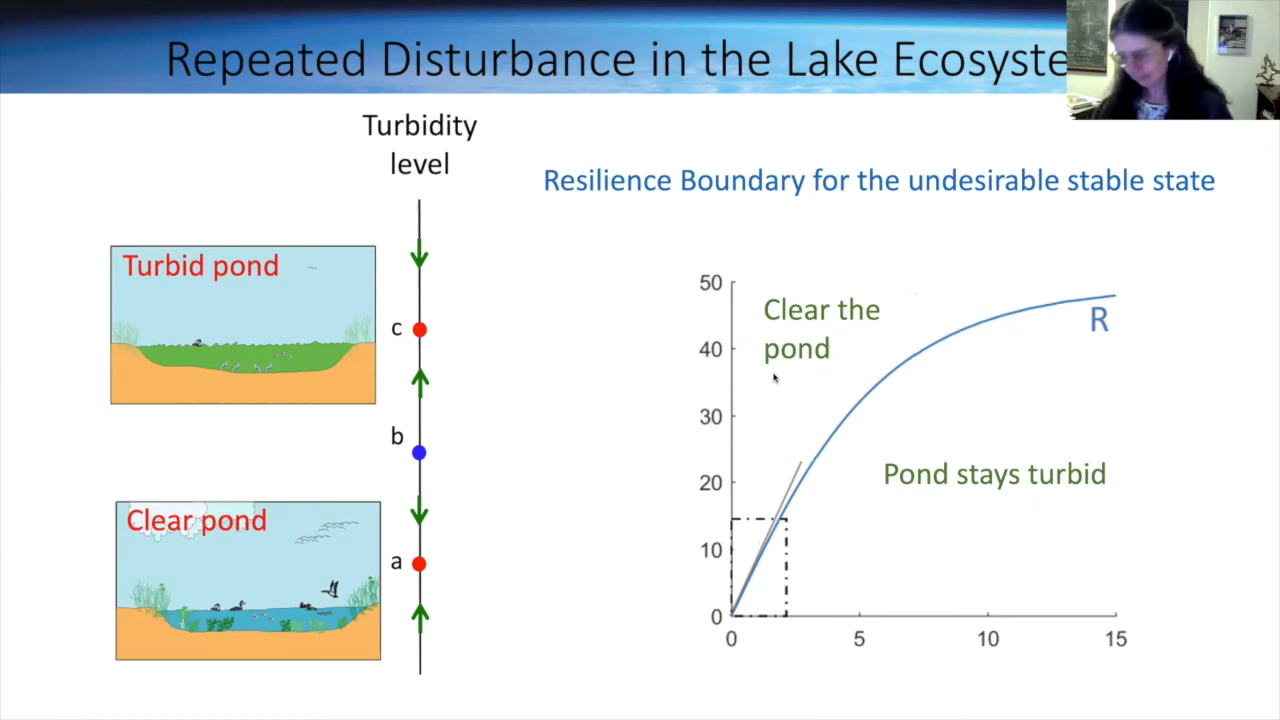 Repeated Disturbance in the Lake Ecosyste
Turbidity
level
Resilience Boundary for the undesirable stable state
Turbid pond
c
b
Clear pond
a
50
40
30
20
10
0
Clear the
pond
R
Pond stays turbid
0 5 10 15